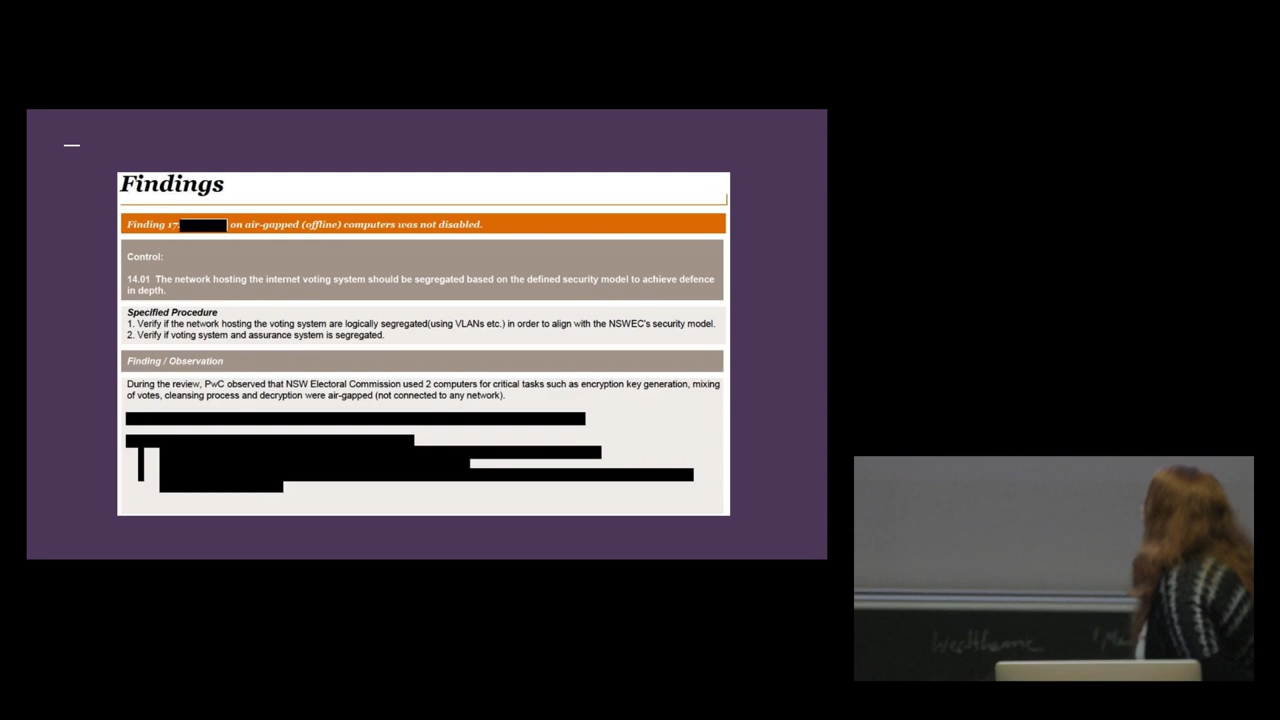 Findings
Finding 17: on air-gapped (offline) computers was not disabled.
Control:
14.01 The network hosting the internet voting system should be segregated based on the defined security model to achieve defence
in depth.
Specified Procedure
1. Verify if the network hosting the voting system are logically segregated(using VLANs etc.) in order to align with the NSWEC's security model.
2. Verify if voting system and assurance system is segregated.
Finding / Observation
During the review, PwC observed that NSW Electoral Commission used 2 computers for critical tasks such as encryption key generation, mixing
of votes, cleansing process and decryption were air-gapped (not connected to any network).